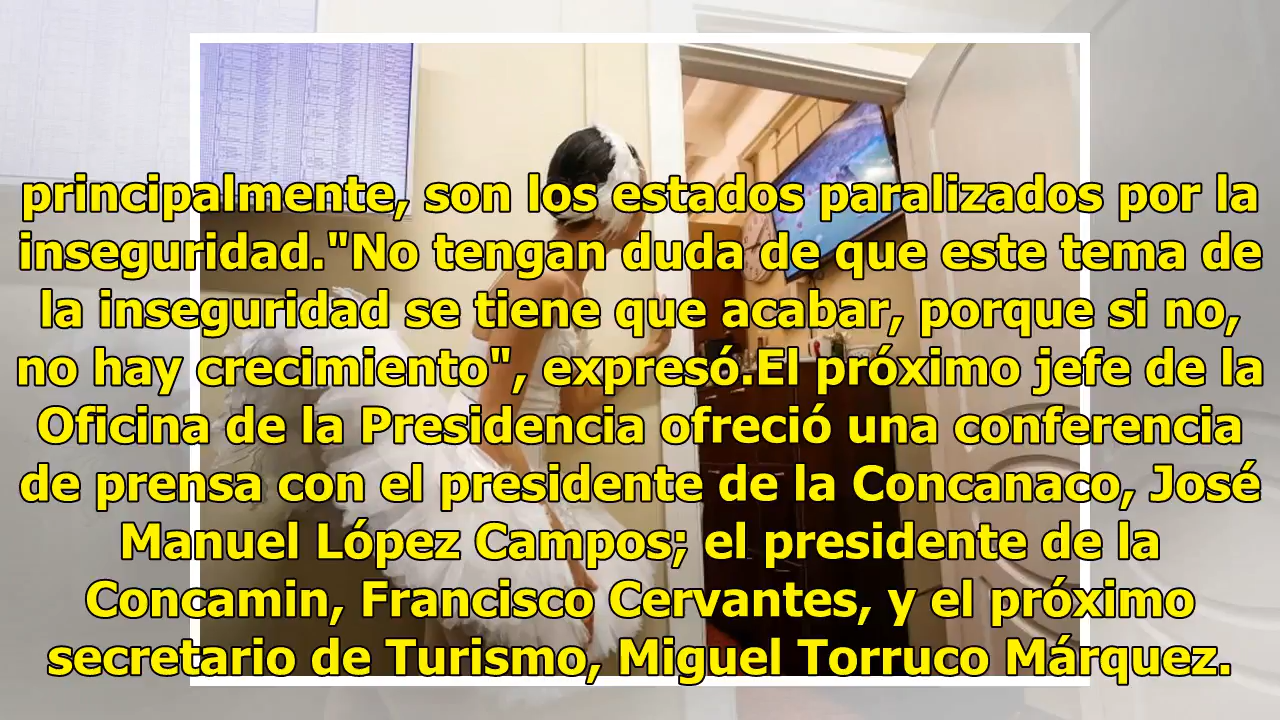 principalmente, son los estados paralizados por la
inseguridad."No tengan duda de que este tema de
la inseguridad se tiene que acabar, porque si no,
no hay crecimiento", expresó.El próximo jefe de la
Oficina de la Presidencia ofreció una conferencia
de prensa con el presidente de la Concanaco, José
Manuel López Campos; el presidente de la
Concamin, Francisco Cervantes, y el próximo
secretario de Turismo, Miguel Torruco Márquez.